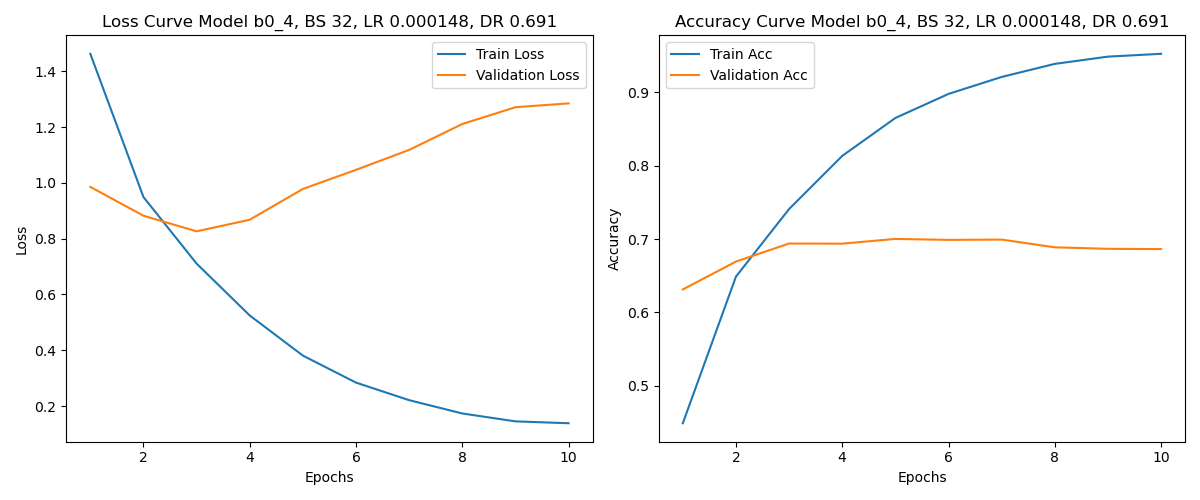 Loss Curve Model b0_4, BS 32, LR 0.000148, DR 0.691
Train Loss
Validation Loss
1.4
1.2
1.0
0.8
0.6
0.4
0.2
Loss
2 4 6 8 10
Epochs
Accuracy Curve Model b0_4, BS 32, LR 0.000148, DR 0.691
Train Acc
Validation Acc
0.9
0.8
0.7
0.6
0.5
Accuracy
2 4 6 8 10
Epochs